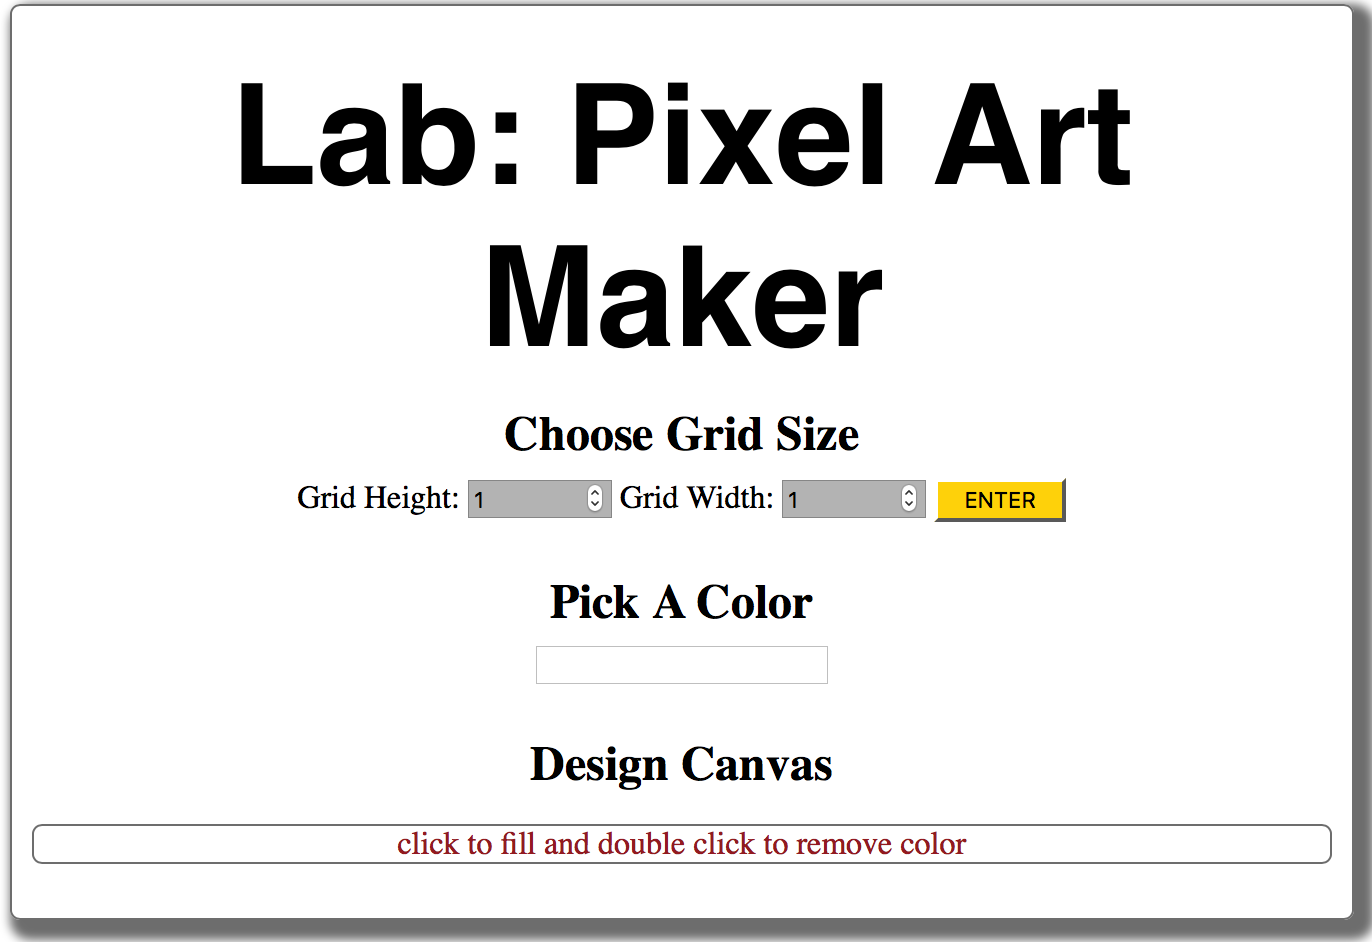 Lab: Pixel Art
Maker
Choose Grid Size
Grid Height: 1 Grid Width: 1 ENTER
Pick A Color
Design Canvas
click to fill and double click to remove color